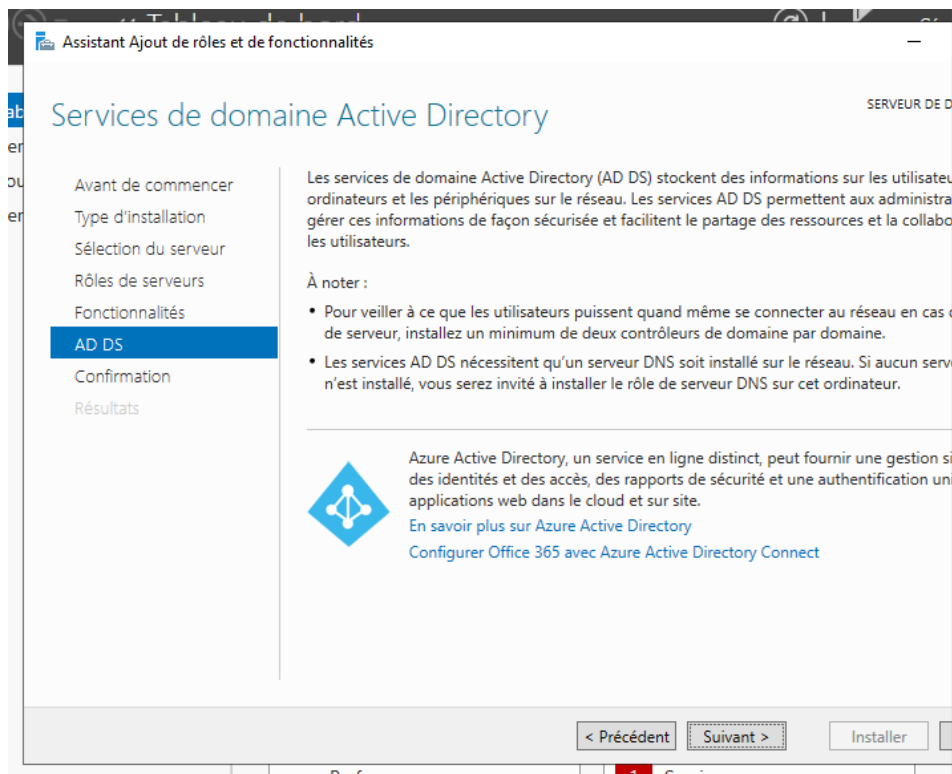 Tableau de bord
Assistant Ajout de rôles et de fonctionnalités
Services de domaine Active Directory
SERVEUR DE
Avant de commencer
Type d'installation
Sélection du serveur
Rôles de serveurs
Fonctionnalités
AD DS
Confirmation
Résultats
Les services de domaine Active Directory (AD DS) stockent des informations sur les
ordinateurs et les périphériques sur le réseau. Les services AD DS permettent aux
gérer ces informations de façon sécurisée et facilitent le partage des ressources et la
les utilisateurs.
À noter :
• Pour veiller à ce que les utilisateurs puissent quand même se connecter au réseau en cas
de serveur, installez un minimum de deux contrôleurs de domaine par domaine.
• Les services AD DS nécessitent qu'un serveur DNS soit installé sur le réseau. Si aucun
n'est installé, vous serez invité à installer le rôle de serveur DNS sur cet ordinateur.
Azure Active Directory, un service en ligne distinct, peut fournir une gestion
des identités et des accès, des rapports de sécurité et une authentification
applications web dans le cloud et sur site.
En savoir plus sur Azure Active Directory
Configurer Office 365 avec Azure Active Directory Connect
< Précédent
Suivant >
Installer
1